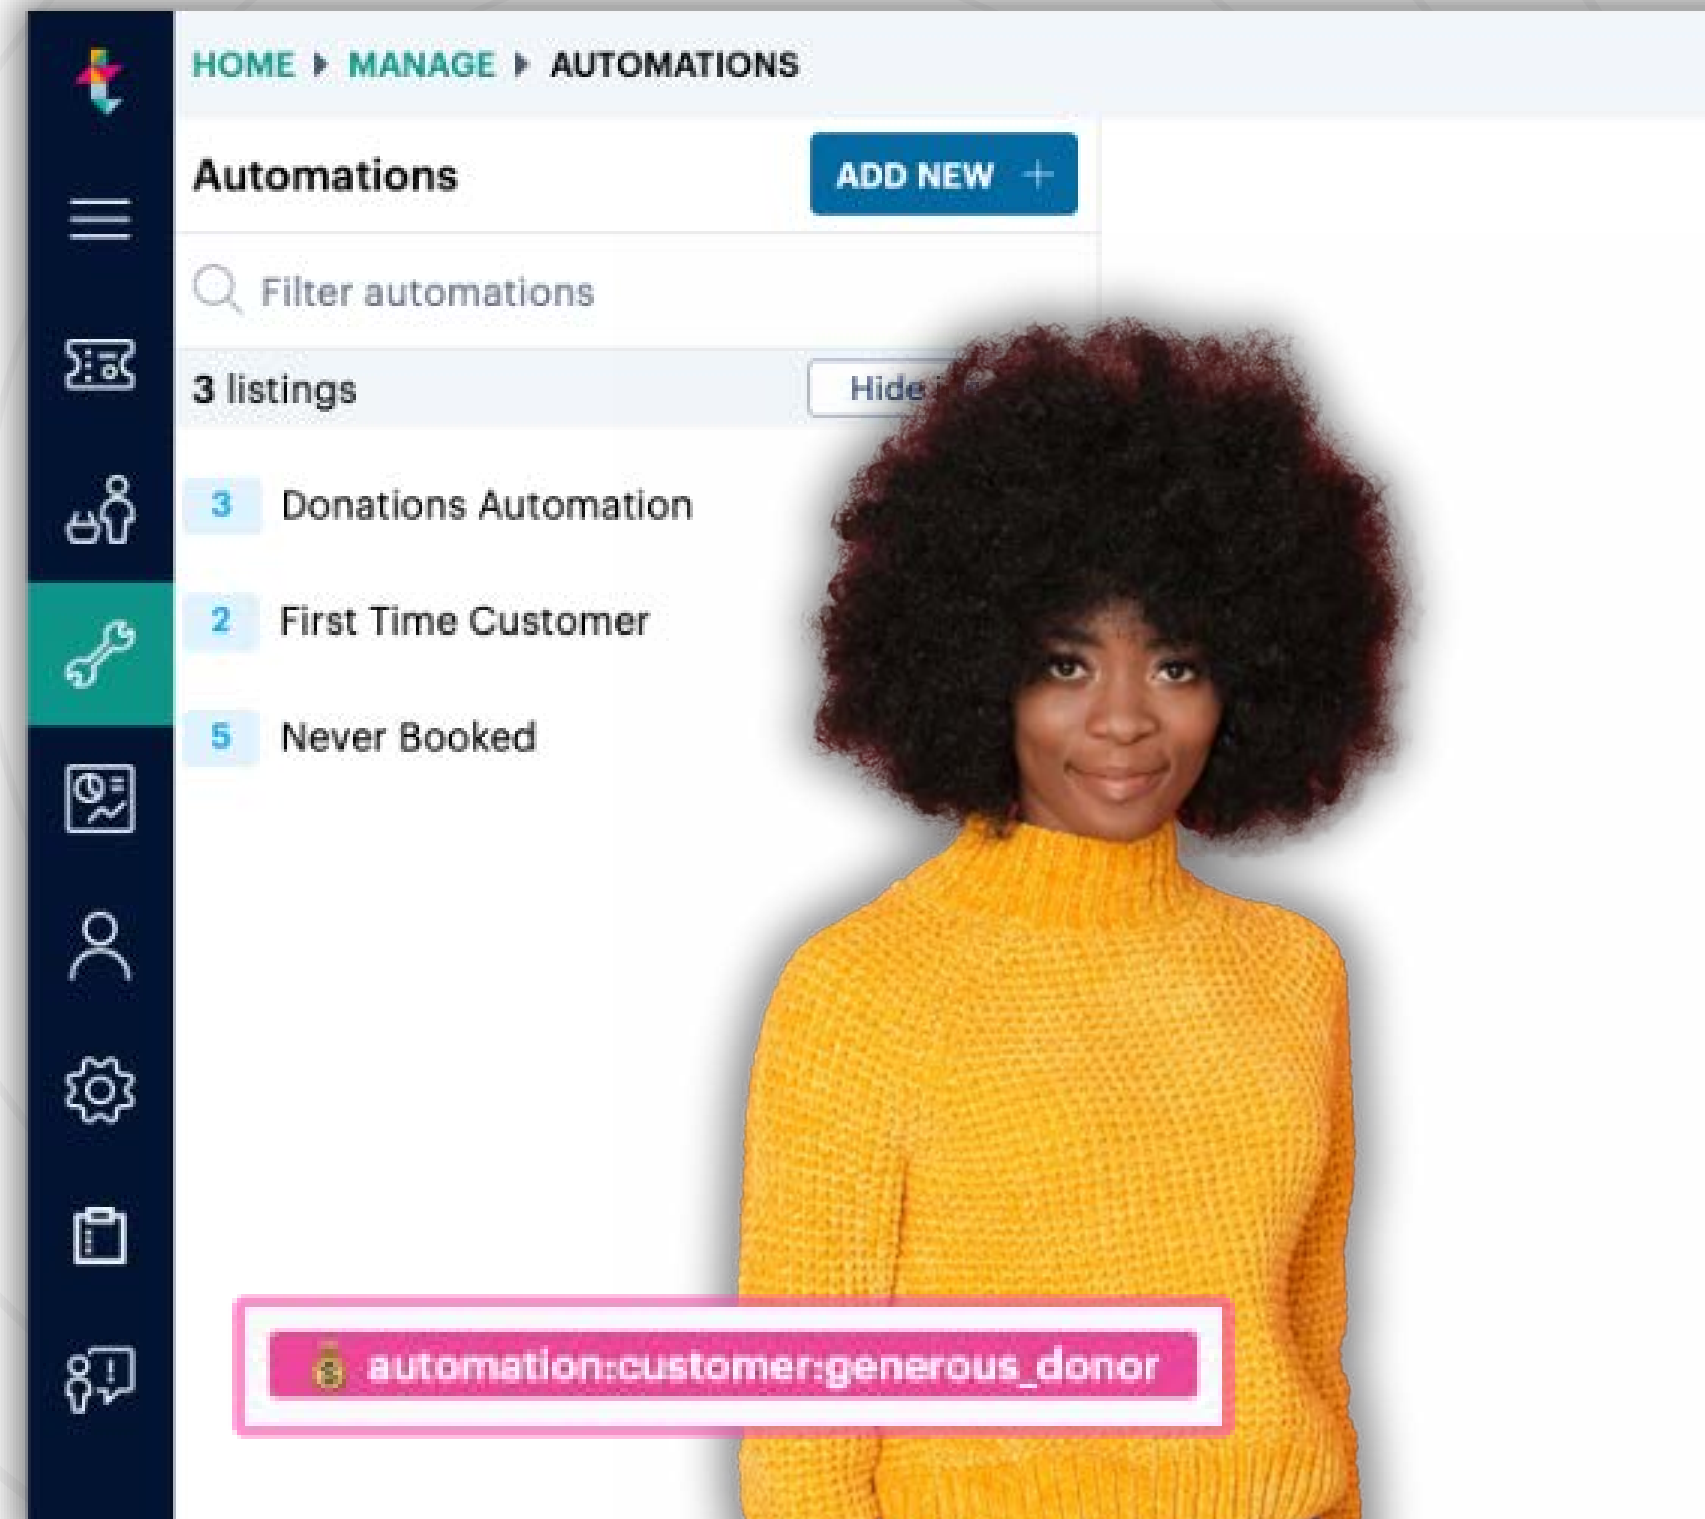 HOME MANAGE AUTOMATIONS
Automations
ADD NEW +
Filter automations
3 listings
Hide
3 Donations Automation
2 First Time Customer
5 Never Booked
automation:customer:generous_donor